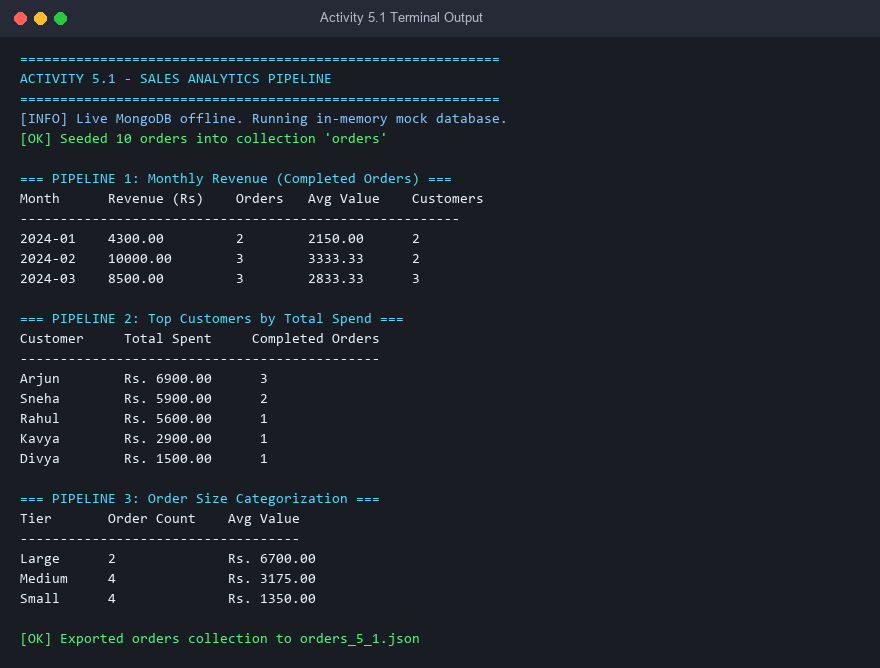 Activity 5.1 Terminal Output
============================================================
ACTIVITY 5.1 - SALES ANALYTICS PIPELINE
============================================================
[INFO] Live MongoDB offline. Running in-memory mock database.
[OK] Seeded 10 orders into collection 'orders'
=== PIPELINE 1: Monthly Revenue (Completed Orders) ===
Month      Revenue (Rs)    Orders   Avg Value    Customers
-------------------------------------------------------
2024-01    4300.00         2        2150.00      2
2024-02    10000.00        3        3333.33      2
2024-03    8500.00         3        2833.33      3
=== PIPELINE 2: Top Customers by Total Spend ===
Customer     Total Spent     Completed Orders
---------------------------------------------
Arjun        Rs. 6900.00      3
Sneha        Rs. 5900.00      2
Rahul        Rs. 5600.00      1
Kavya        Rs. 2900.00      1
Divya        Rs. 1500.00      1
=== PIPELINE 3: Order Size Categorization ===
Tier       Order Count    Avg Value
-----------------------------------
Large      2              Rs. 6700.00
Medium     4              Rs. 3175.00
Small      4              Rs. 1350.00
[OK] Exported orders collection to orders_5_1.json